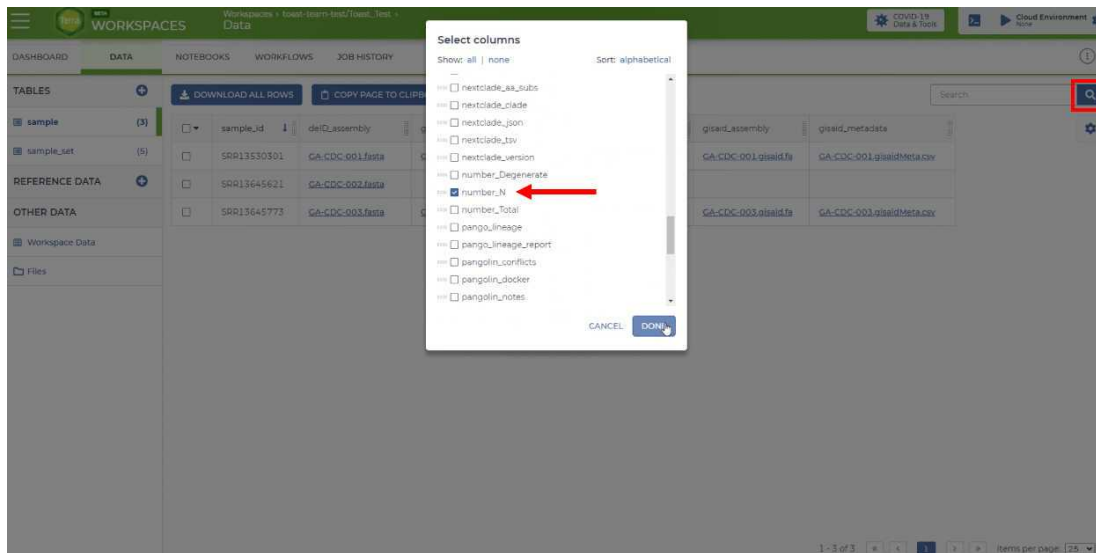 terra
BETA
WORKSPACES
Workspaces › toast-team-test/Toast_Test ›
Data
COVID-19
Data & Tools
Cloud Environment
None
DASHBOARD
DATA
NOTEBOOKS
WORKFLOWS
JOB HISTORY
TABLES
sample (3)
sample_set (5)
REFERENCE DATA
OTHER DATA
Workspace Data
Files
DOWNLOAD ALL ROWS
COPY PAGE TO CLIPB
Search
sample_id
deID_assembly
gisaid_assembly
gisaid_metadata
SRR13530301 GA-CDC-001.fasta GA-CDC-001.gisaid.fa GA-CDC-001.gisaidMeta.csv
SRR13645621 GA-CDC-002.fasta
SRR13645773 GA-CDC-003.fasta GA-CDC-003.gisaid.fa GA-CDC-003.gisaidMeta.csv
Select columns
Show: all | none
Sort: alphabetical
nextclade_aa_subs
nextclade_clade
nextclade_json
nextclade_tsv
nextclade_version
number_Degenerate
number_N
number_Total
pango_lineage
pango_lineage_report
pangolin_conflicts
pangolin_docker
pangolin_notes
CANCEL
DONE
1 - 3 of 3
1
Items per page: 25